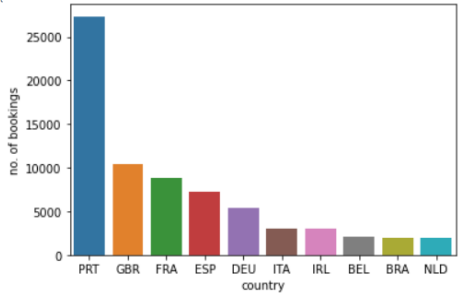 25000
20000
15000
10000
5000
0
no. of bookings
PRT GBR FRA ESP DEU ITA IRL BEL BRA NLD
country